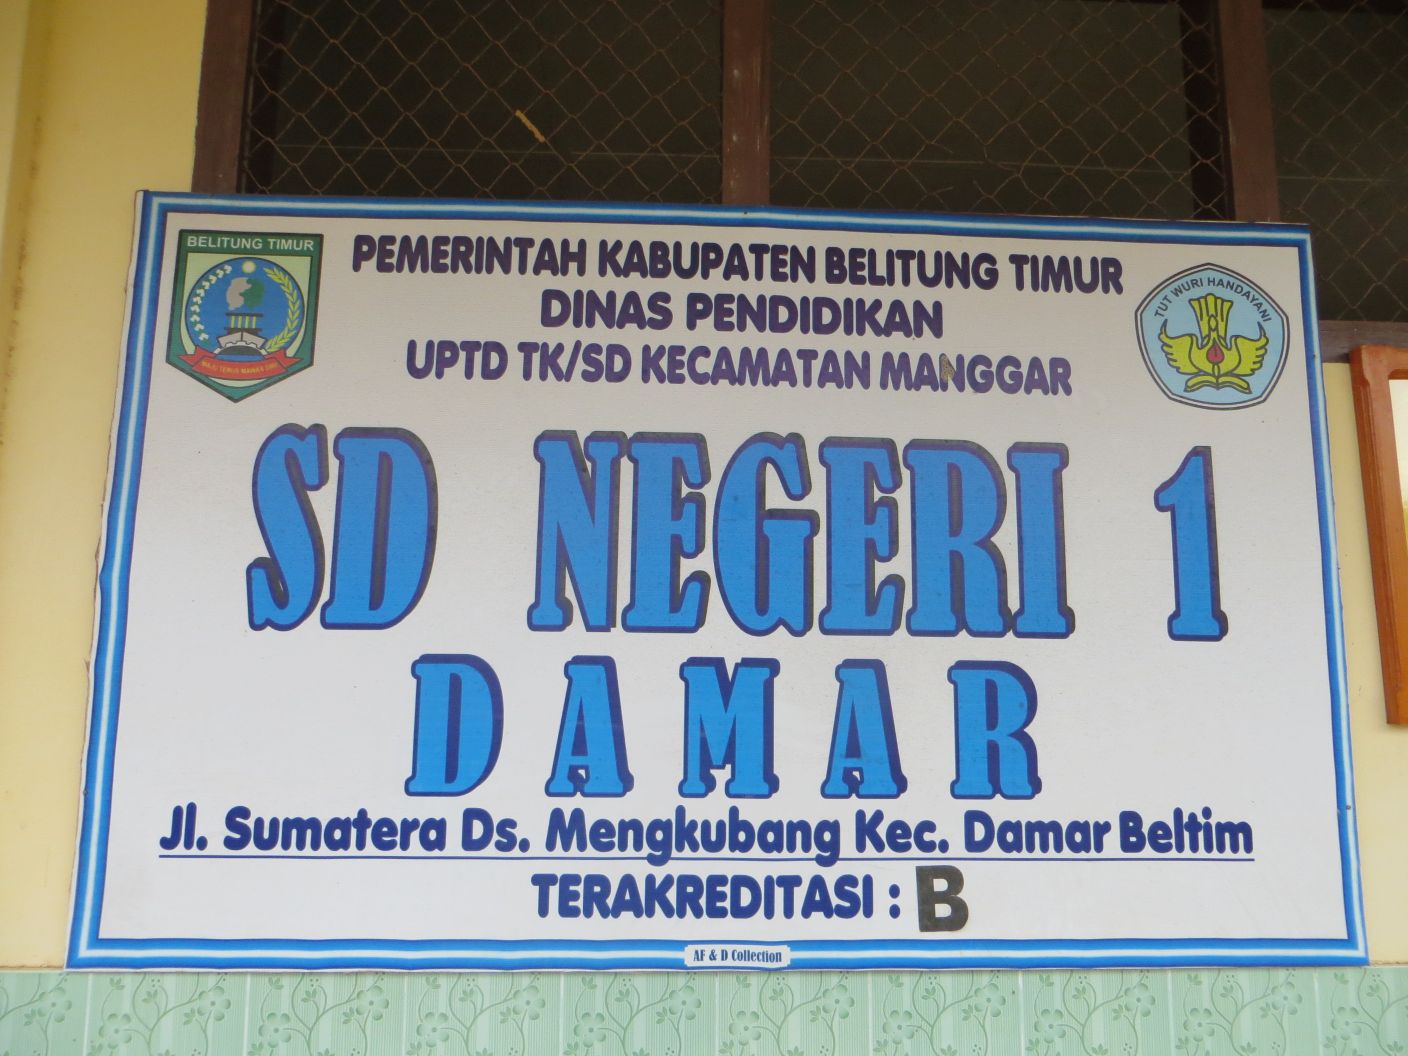 PEMERINTAH KABUPATEN BELITUNG TIMUR
DINAS PENDIDIKAN
UPTD TK/SD KECAMATAN MANGGAR
BELITUNG TIMUR
TUT WURI HANDAYANI
SD NEGERI 1
DAMAR
Jl. Sumatera Ds. Mengkubang Kec. Damar Beltim
TERAKREDITASI : B
AF & D Collection